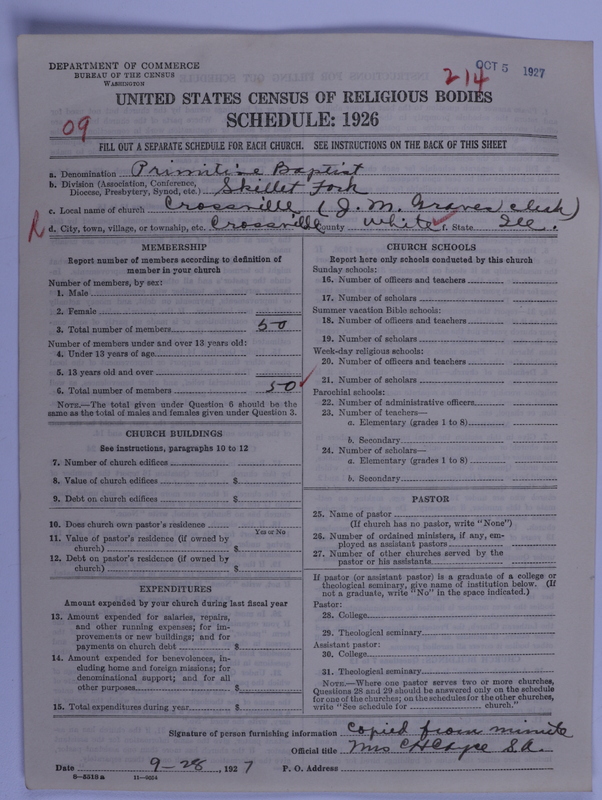 DEPARTMENT OF COMMERCE
BUREAU OF THE CENSUS
WASHINGTON
214
OCT 5 1927
UNITED STATES CENSUS OF RELIGIOUS BODIES
09
SCHEDULE: 1926
FILL OUT A SEPARATE SCHEDULE FOR EACH CHURCH. SEE INSTRUCTIONS ON THE BACK OF THIS SHEET
a. Denomination Primitive Baptist
b. Division (Association, Conference, Diocese, Presbytery, Synod, etc.) Skillet Fork
c. Local name of church Crossville (J. M. Graves clerk)
d. City, town, village, or township, etc. Crossville County White f. State Ill.
MEMBERSHIP
Report number of members according to definition of
member in your church
Number of members, by sex:
1. Male
2. Female
3. Total number of members 50
Number of members under and over 13 years old:
4. Under 13 years of age
5. 13 years old and over
6. Total number of members 50
NOTE.—The total given under Question 6 should be
same as the total of males and females given under Question 3.
CHURCH BUILDINGS
See instructions, paragraphs 10 to 12
7. Number of church edifices
8. Value of church edifices $
9. Debt on church edifices $
10. Does church own pastor's residence
Yes or No
11. Value of pastor's residence (if owned by
church) $
12. Debt on pastor's residence (if owned by
church) $
EXPENDITURES
Amount expended by your church during last fiscal year
13. Amount expended for salaries, repairs,
and other running expenses; for im-
provements or new buildings; and for
payments on church debt $
14. Amount expended for benevolences, in-
cluding home and foreign missions; for
denominational support; and for all
other purposes $
15. Total expenditures during year $
CHURCH SCHOOLS
Report here only schools conducted by this church
Sunday schools:
16. Number of officers and teachers
17. Number of scholars
Summer vacation Bible schools:
18. Number of officers and teachers
19. Number of scholars
Week-day religious schools:
20. Number of officers and teachers
21. Number of scholars
Parochial schools:
22. Number of administrative officers
23. Number of teachers—
a. Elementary (grades 1 to 8)
b. Secondary
24. Number of scholars—
a. Elementary (grades 1 to 8)
b. Secondary
PASTOR
25. Name of pastor
(If church has no pastor, write "None")
26. Number of ordained ministers, if any, em-
ployed as assistant pastors
27. Number of other churches served by the
pastor or his assistants
If pastor (or assistant pastor) is a graduate of a college or
theological seminary, give name of institution below. (If
not a graduate, write "No" in the space indicated.)
Pastor:
28. College
29. Theological seminary
Assistant pastor:
30. College
31. Theological seminary
NOTE.—Where one pastor serves two or more churches,
Questions 28 and 29 should be answered only on the schedule
for one of the churches; on the schedules for the other churches,
write "See schedule for church."
Signature of person furnishing information Copied from minute
Official title Mrs C H Cayce S.A.
Date 9-28, 1927 P. O. Address
8-5318a 11-9054